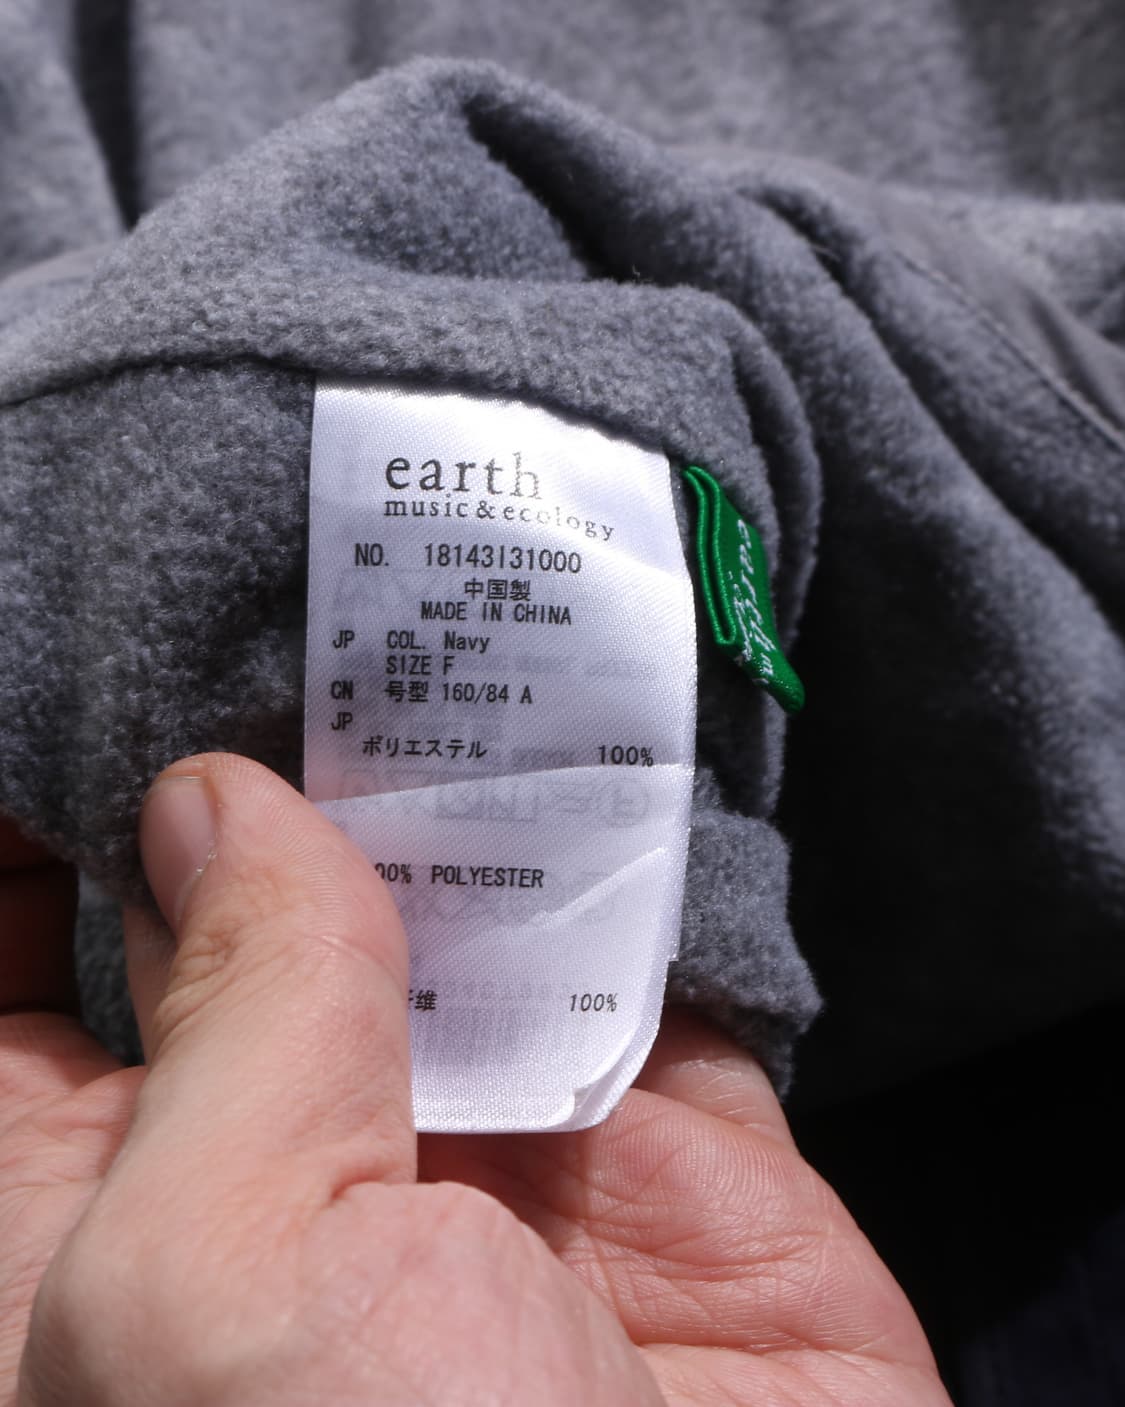 earth
music&ecology
NO. 18143131000
中国製
MADE IN CHINA
JP COL. Navy
SIZE F
CN 号型 160/84 A
JP
ポリエステル 100%
00% POLYESTER
维 100%
earth